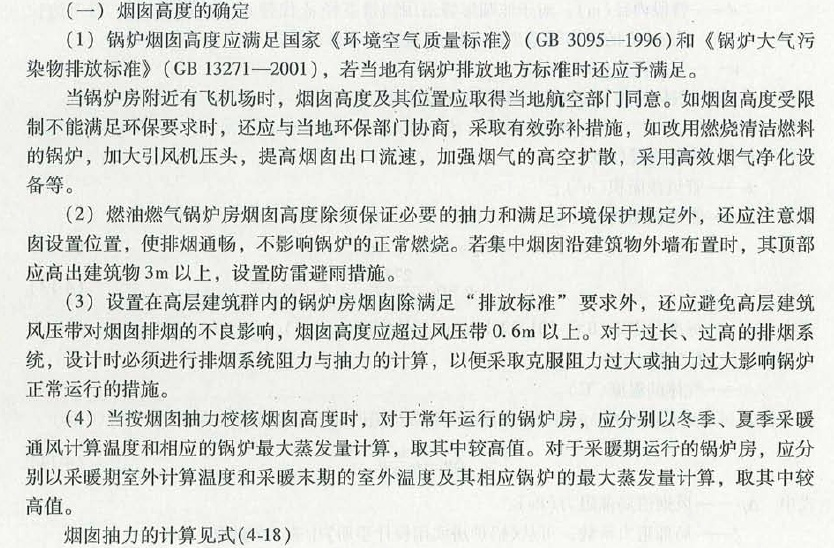 （一）烟囱高度的确定
（1）锅炉烟囱高度应满足国家《环境空气质量标准》（GB 3095—1996）和《锅炉大气污
染物排放标准》（GB 13271—2001），若当地有锅炉排放地方标准时还应予满足。
当锅炉房附近有飞机场时，烟囱高度及其位置应取得当地航空部门同意。如烟囱高度受限
制不能满足环保要求时，还应与当地环保部门协商，采取有效弥补措施，如改用燃烧清洁燃料
的锅炉，加大引风机压头，提高烟囱出口流速，加强烟气的高空扩散，采用高效烟气净化设
备等。
（2）燃油燃气锅炉房烟囱高度除须保证必要的抽力和满足环境保护规定外，还应注意烟
囱设置位置，使排烟通畅，不影响锅炉的正常燃烧。若集中烟囱沿建筑物外墙布置时，其顶部
应高出建筑物3m以上，设置防雷避雨措施。
（3）设置在高层建筑群内的锅炉房烟囱除满足“排放标准”要求外，还应避免高层建筑
风压带对烟囱排烟的不良影响，烟囱高度应超过风压带0.6m以上。对于过长、过高的排烟系
统，设计时必须进行排烟系统阻力与抽力的计算，以便采取克服阻力过大或抽力过大影响锅炉
正常运行的措施。
（4）当按烟囱抽力校核烟囱高度时，对于常年运行的锅炉房，应分别以冬季、夏季采暖
通风计算温度和相应的锅炉最大蒸发量计算，取其中较高值。对于采暖期运行的锅炉房，应分
别以采暖期室外计算温度和采暖末期的室外温度及其相应锅炉的最大蒸发量计算，取其中较
高值。
烟囱抽力的计算见式(4-18)